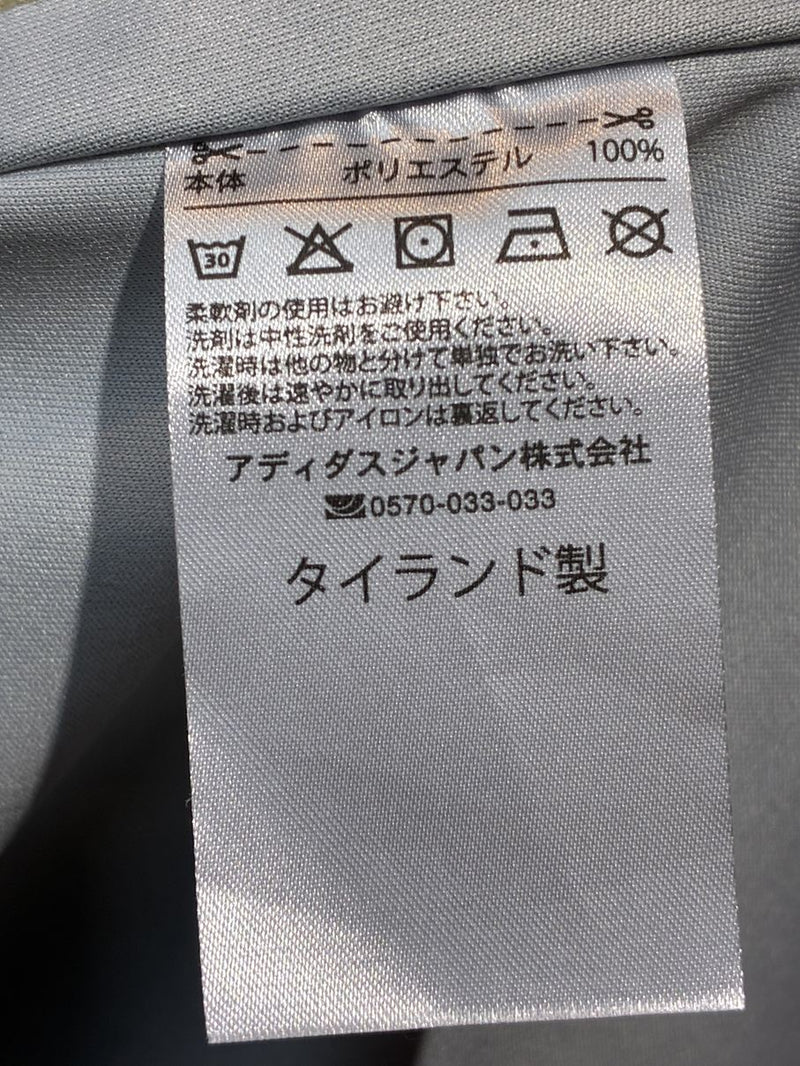 本体 ポリエステル 100%
30
柔軟剤の使用はお避け下さい。
洗剤は中性洗剤をご使用ください。
洗濯時は他の物と分けて単独でお洗い下さい。
洗濯後は速やかに取り出してください。
洗濯時およびアイロンは裏返してください。
アディダスジャパン株式会社
0570-033-033
タイランド製